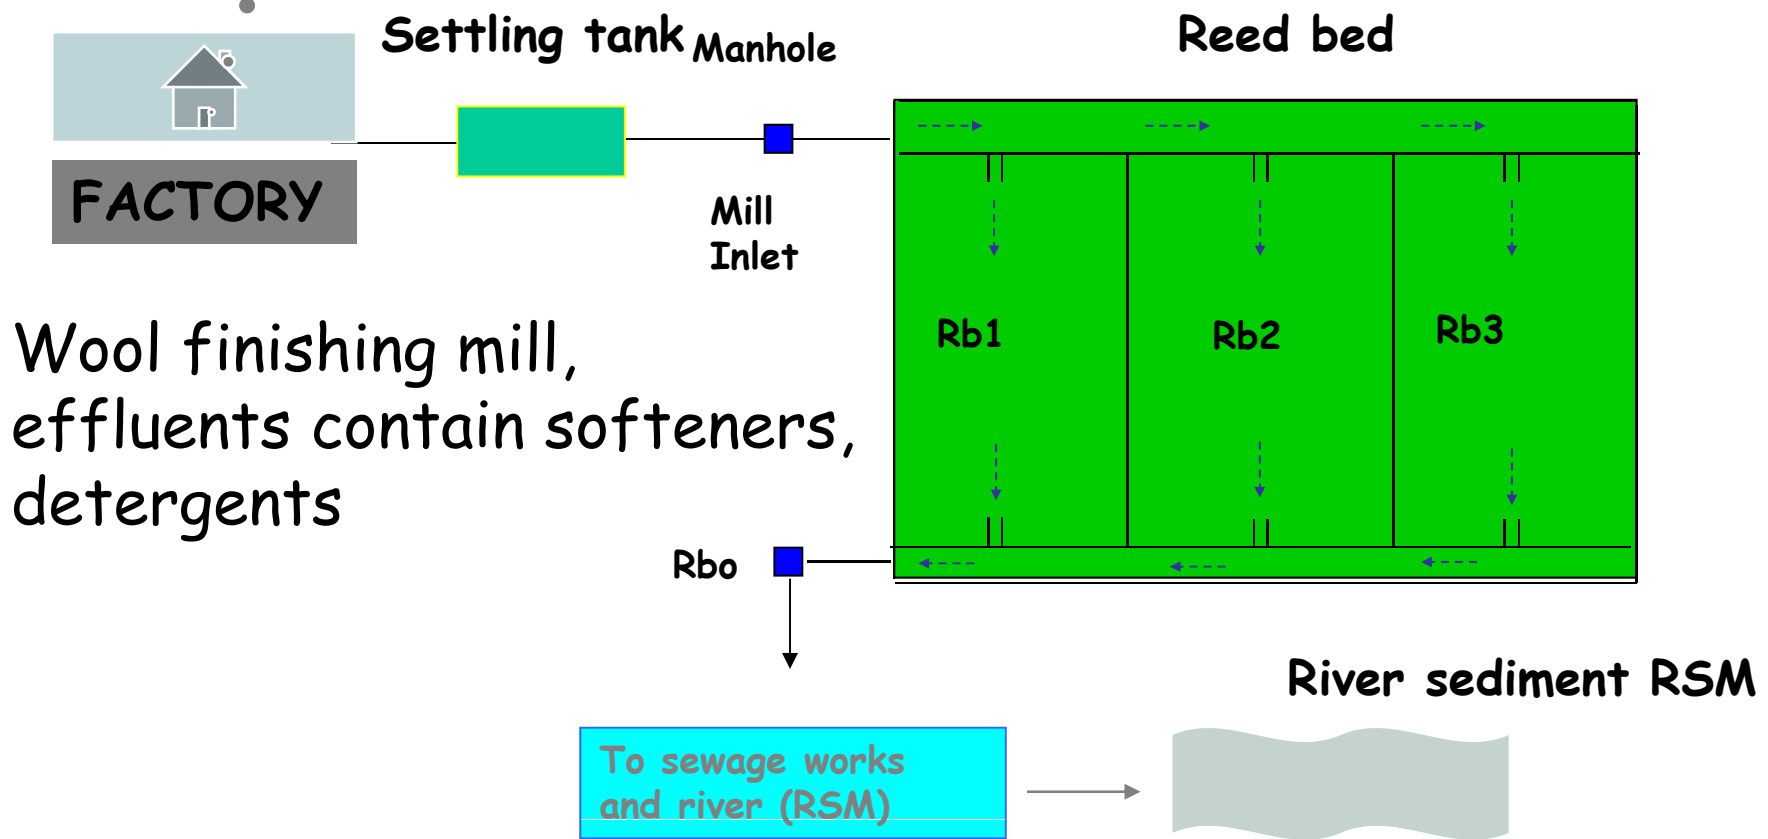 Settling tank
Manhole
Reed bed
FACTORY
Mill
Inlet
Wool finishing mill,
effluents contain softeners,
detergents
Rb1
Rb2
Rb3
Rbo
River sediment RSM
To sewage works
and river (RSM)